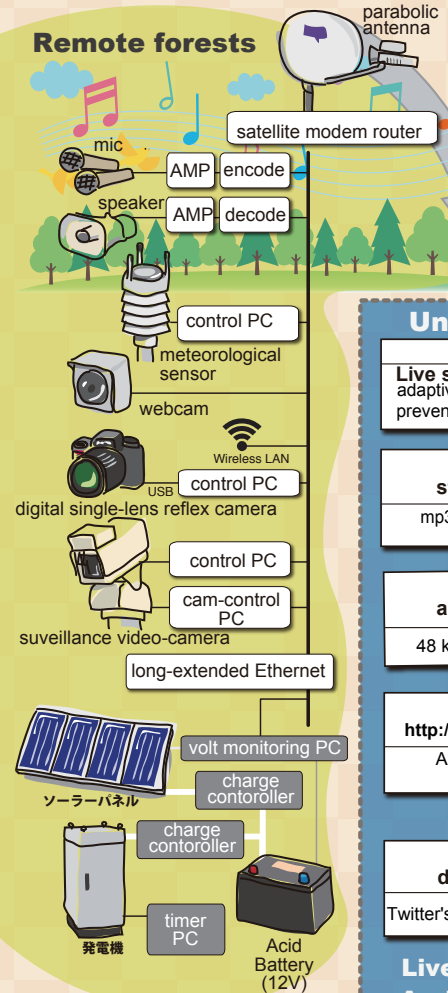 parabolic
antenna
Remote forests
satellite modem router
mic
AMP
encode
speaker
AMP
decode
control PC
meteorological
sensor
webcam
Wireless LAN
USB
control PC
digital single-lens reflex camera
control PC
cam-control
PC
suveillance video-camera
long-extended Ethernet
volt monitoring PC
ソーラーパネル
charge
contoroller
charge
contoroller
timer
PC
発電機
Acid
Battery
(12V)
Un
Live s
adaptiv
preven
s
mp3
a
48 k
http:/
A
d
Twitter's
Live